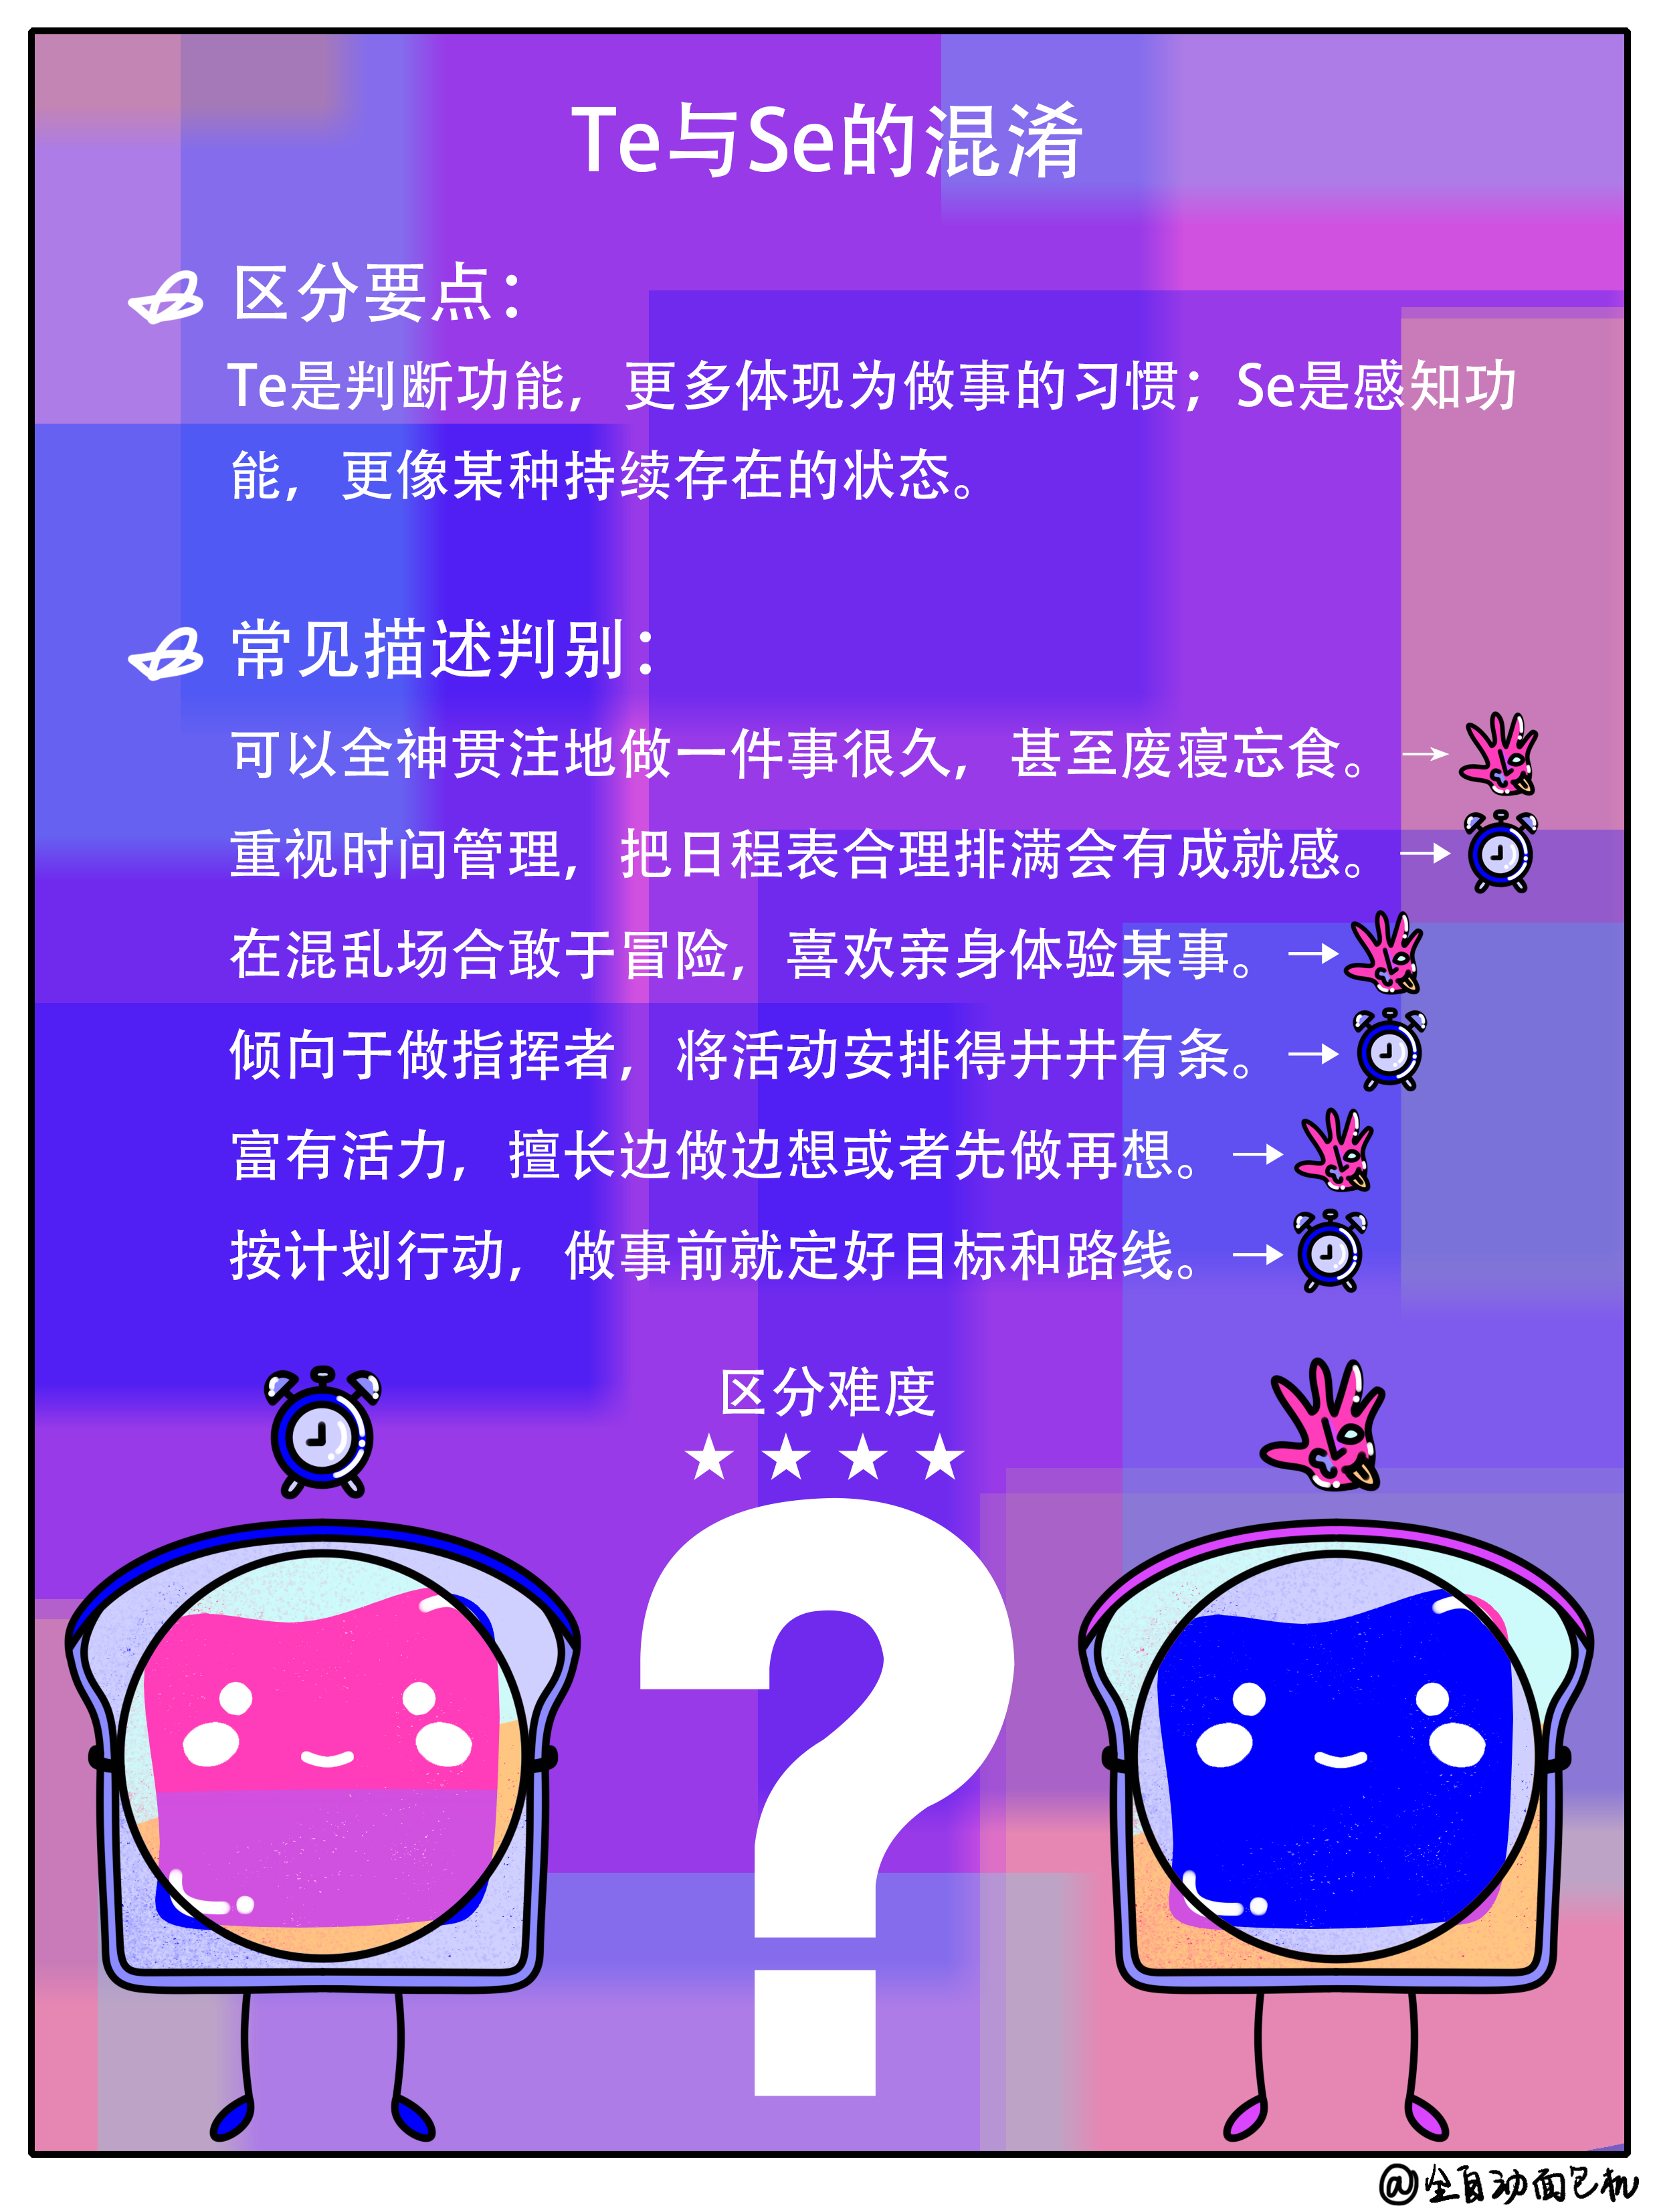 Te与Se的混淆
区分要点：
Te是判断功能，更多体现为做事的习惯；Se是感知功
能，更像某种持续存在的状态。
常见描述判别：
可以全神贯注地做一件事很久，甚至废寝忘食。→
重视时间管理，把日程表合理排满会有成就感。→
在混乱场合敢于冒险，喜欢亲身体验某事。→
倾向于做指挥者，将活动安排得井井有条。→
富有活力，擅长边做边想或者先做再想。→
按计划行动，做事前就定好目标和路线。→
区分难度
★ ★ ★ ★
?
@全自动面包机